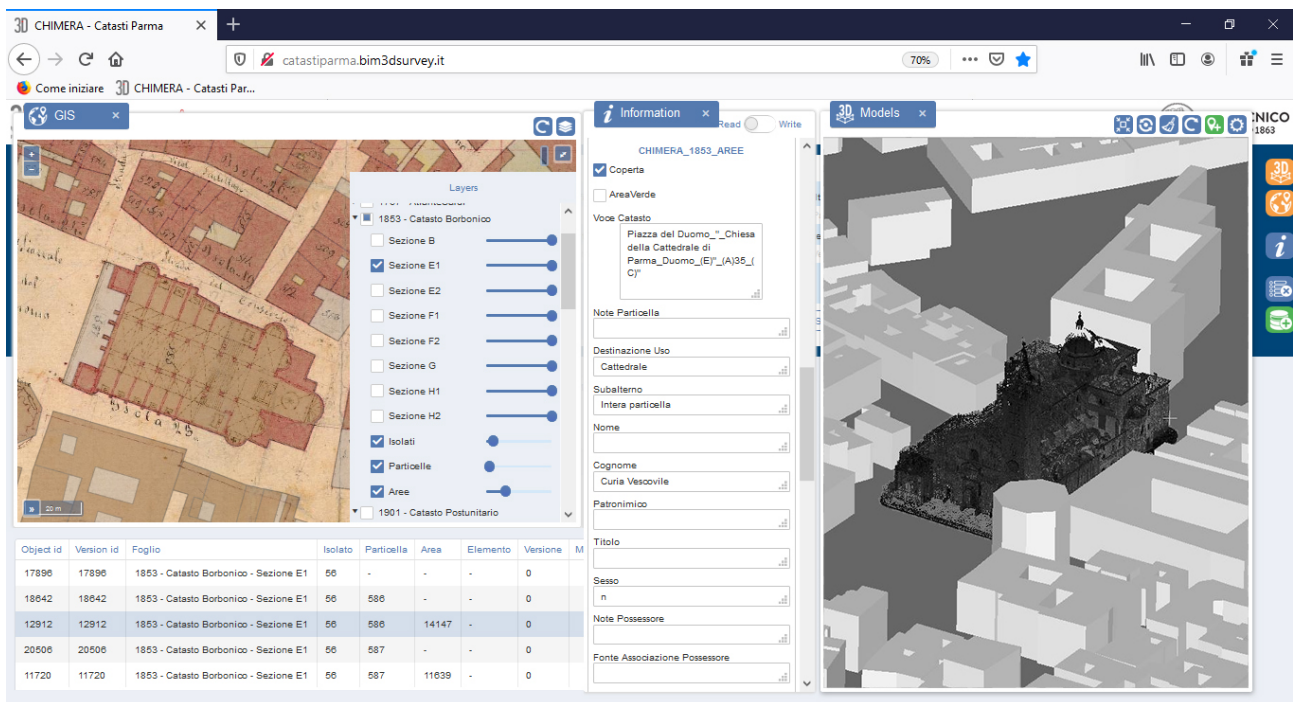 3D CHIMERA - Catasti Parma × +
catastiparma.bim3dsurvey.it 70%
Come iniziare 3D CHIMERA - Catasti Par...
GIS ×
Information ×
Read Write
3D Models ×
CNICO
1863
Layers
1853 - Catasto Borbonico
Sezione B
Sezione E1
Sezione E2
Sezione F1
Sezione F2
Sezione G
Sezione H1
Sezione H2
Isolati
Particelle
Aree
1901 - Catasto Postunitario
20 m
CHIMERA_1853_AREE
Coperta
AreaVerde
Voce Catasto
Piazza del Duomo_"_Chiesa
della Cattedrale di
Parma_Duomo_(E)"_(A)35_(
C)"
Note Particella
Destinazione Uso
Cattedrale
Subalterno
Intera particella
Nome
Cognome
Curia Vescovile
Patronimico
Titolo
Sesso
n
Note Possessore
Fonte Associazione Possessore
3D
Object id Version id Foglio Isolato Particella Area Elemento Versione M
17896 17896 1853 - Catasto Borbonico - Sezione E1 56 - - - 0
18642 18642 1853 - Catasto Borbonico - Sezione E1 56 586 - - 0
12912 12912 1853 - Catasto Borbonico - Sezione E1 56 586 14147 - 0
20506 20506 1853 - Catasto Borbonico - Sezione E1 56 587 - - 0
11720 11720 1853 - Catasto Borbonico - Sezione E1 56 587 11639 - 0